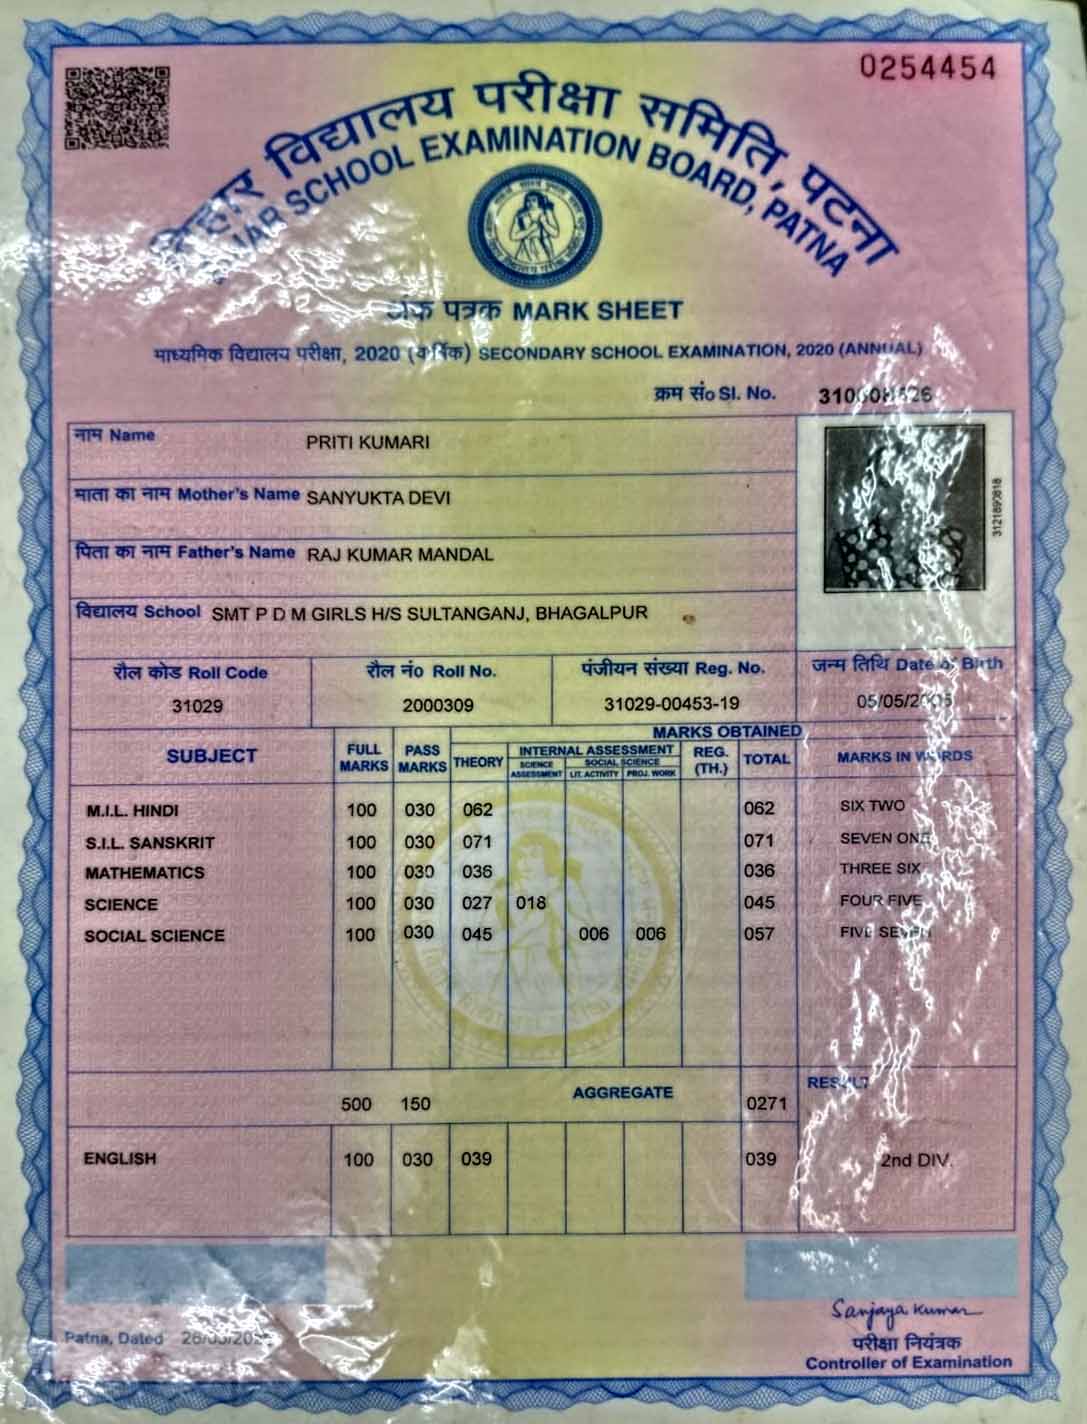 0254454
बिहार विद्यालय परीक्षा समिति, पटना
BIHAR SCHOOL EXAMINATION BOARD, PATNA
अंक पत्रक MARK SHEET
माध्यमिक विद्यालय परीक्षा, 2020 (वार्षिक) SECONDARY SCHOOL EXAMINATION, 2020 (ANNUAL)
क्रम सं० Sl. No.
नाम Name PRITI KUMARI
माता का नाम Mother's Name SANYUKTA DEVI
पिता का नाम Father's Name RAJ KUMAR MANDAL
विद्यालय School SMT P D M GIRLS H/S SULTANGANJ, BHAGALPUR
3121890818
रौल कोड Roll Code रौल नं० Roll No. पंजीयन संख्या Reg. No. जन्म तिथि Date of Birth
31029 2000309 31029-00453-19
MARKS OBTAINED
SUBJECT FULL MARKS PASS MARKS THEORY INTERNAL ASSESSMENT REG. (TH.) TOTAL MARKS IN WORDS
SCIENCE ASSESSMENT SOCIAL SCIENCE
LIT. ACTIVITY PROJ. WORK
M.I.L. HINDI 100 030 062 062 SIX TWO
S.I.L. SANSKRIT 100 030 071 071 SEVEN ONE
MATHEMATICS 100 030 036 036 THREE SIX
SCIENCE 100 030 027 018 045 FOUR FIVE
SOCIAL SCIENCE 100 030 045 006 006 057 FIVE SEVEN
AGGREGATE RESULT
500 150 0271
ENGLISH 100 030 039 039 2nd DIV.
Sanjaya Kumar
Patna, Dated
परीक्षा नियंत्रक
Controller of Examination